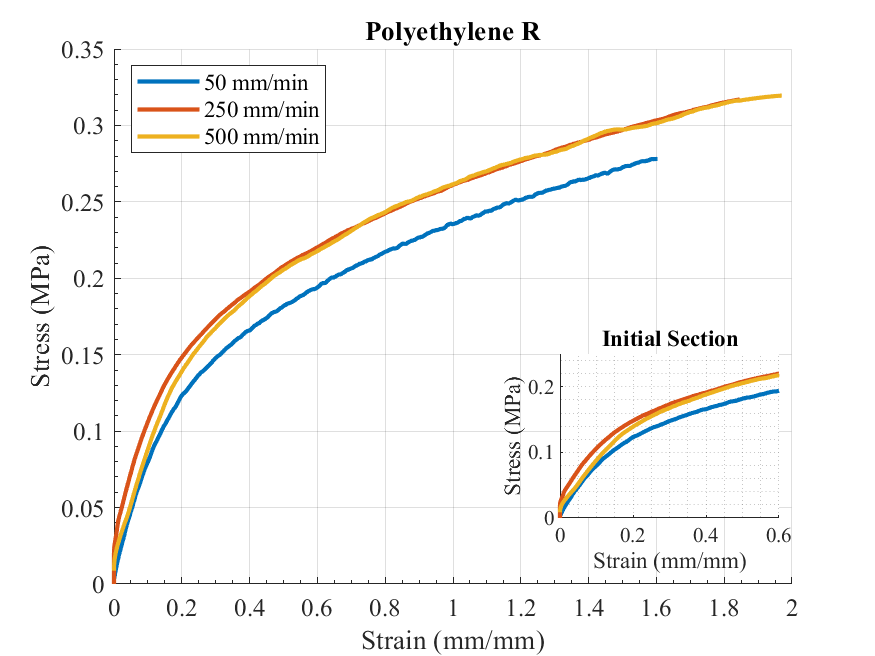 Polyethylene R
50 mm/min
250 mm/min
500 mm/min
Stress (MPa)
0.35
0.3
0.25
0.2
0.15
0.1
0.05
0
0 0.2 0.4 0.6 0.8 1 1.2 1.4 1.6 1.8 2
Strain (mm/mm)
Initial Section
Stress (MPa)
0.2
0.1
0
0 0.2 0.4 0.6
Strain (mm/mm)